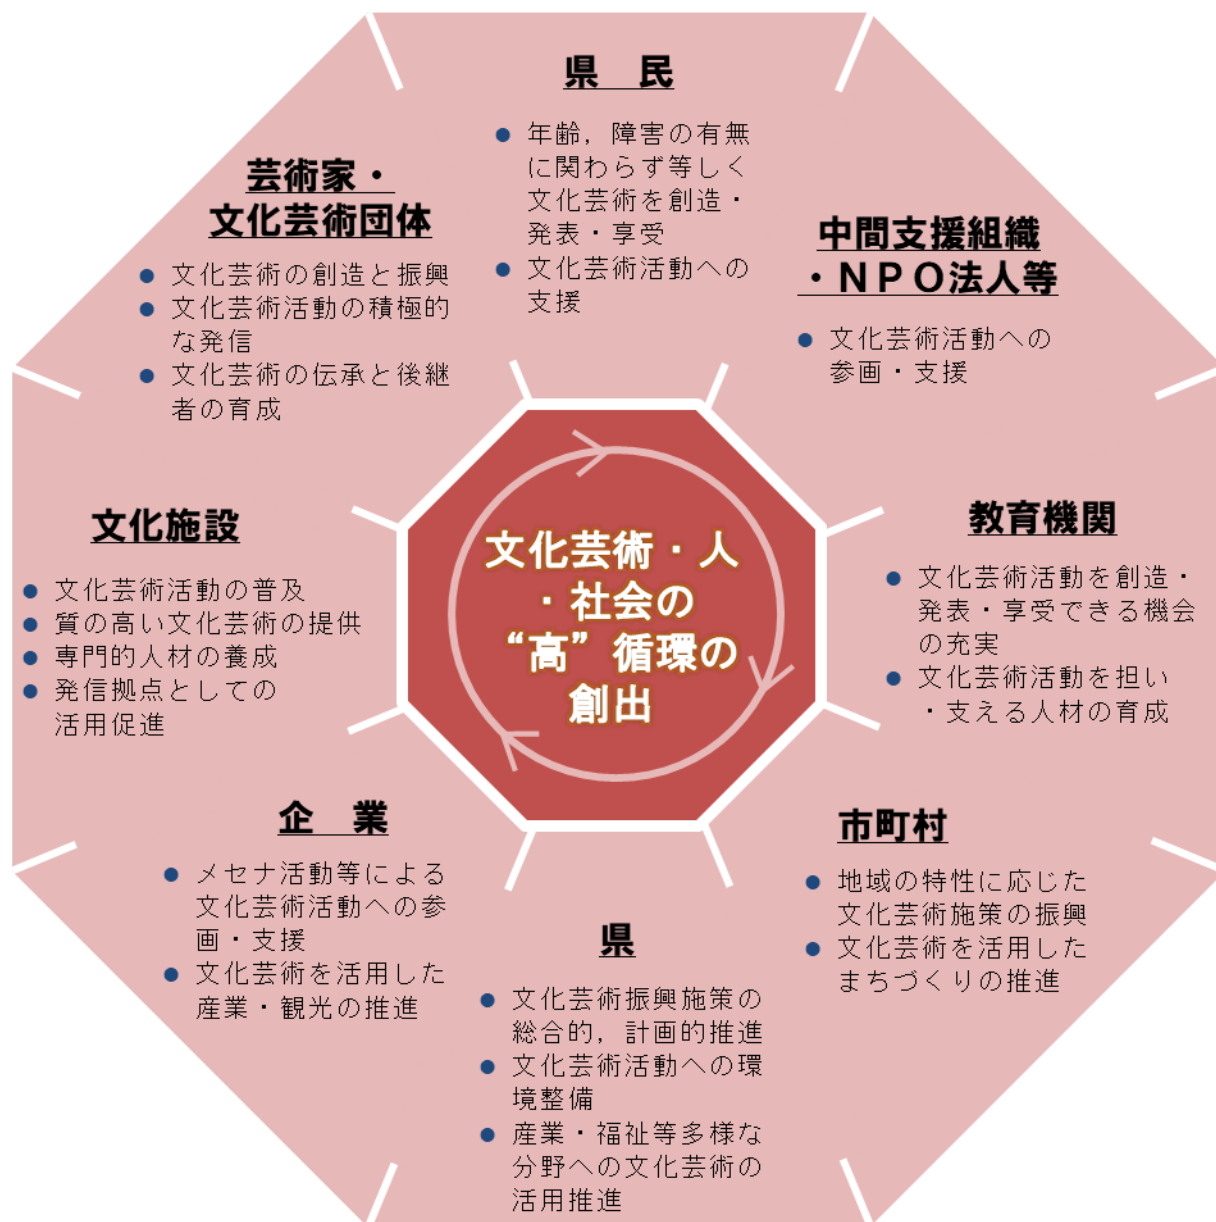 県　民
● 年齢，障害の有無
に関わらず等しく
文化芸術を創造・
発表・享受
● 文化芸術活動への
支援
中間支援組織
・ＮＰＯ法人等
● 文化芸術活動への
参画・支援
教育機関
● 文化芸術活動を創造・
発表・享受できる機会
の充実
● 文化芸術活動を担い
・支える人材の育成
市町村
● 地域の特性に応じた
文化芸術施策の振興
● 文化芸術を活用した
まちづくりの推進
県
● 文化芸術振興施策の
総合的，計画的推進
● 文化芸術活動への環
境整備
● 産業・福祉等多様な
分野への文化芸術の
活用推進
企　業
● メセナ活動等による
文化芸術活動への参
画・支援
● 文化芸術を活用した
産業・観光の推進
文化施設
● 文化芸術活動の普及
● 質の高い文化芸術の提供
● 専門的人材の養成
● 発信拠点としての
活用促進
芸術家・
文化芸術団体
● 文化芸術の創造と振興
● 文化芸術活動の積極的
な発信
● 文化芸術の伝承と後継
者の育成
文化芸術・人
・社会の
“高”循環の
創出